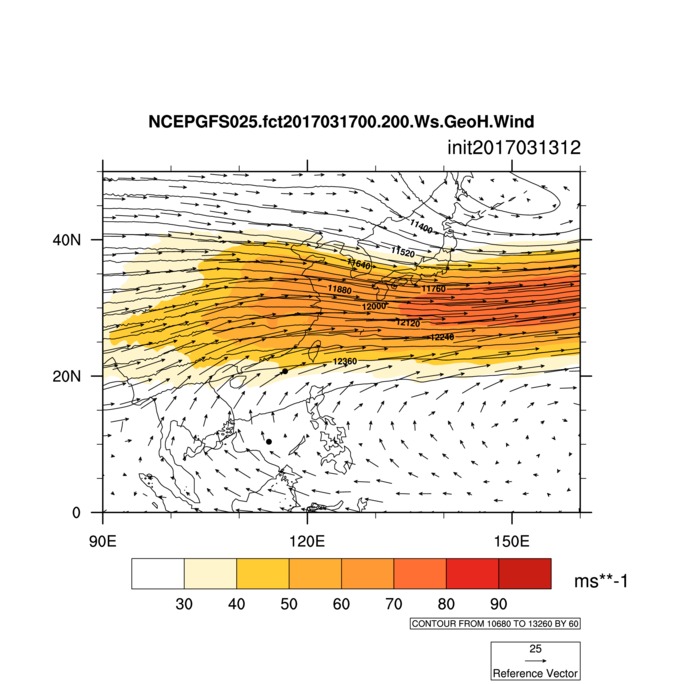 NCEPGFS025.fct2017031700.200.Ws.GeoH.Wind
init2017031312
40N
20N
0
11400
11520
11640
11760
11880
12000
12120
12240
12360
90E 120E 150E
30 40 50 60 70 80 90
ms**-1
CONTOUR FROM 10680 TO 13260 BY 60
25
Reference Vector